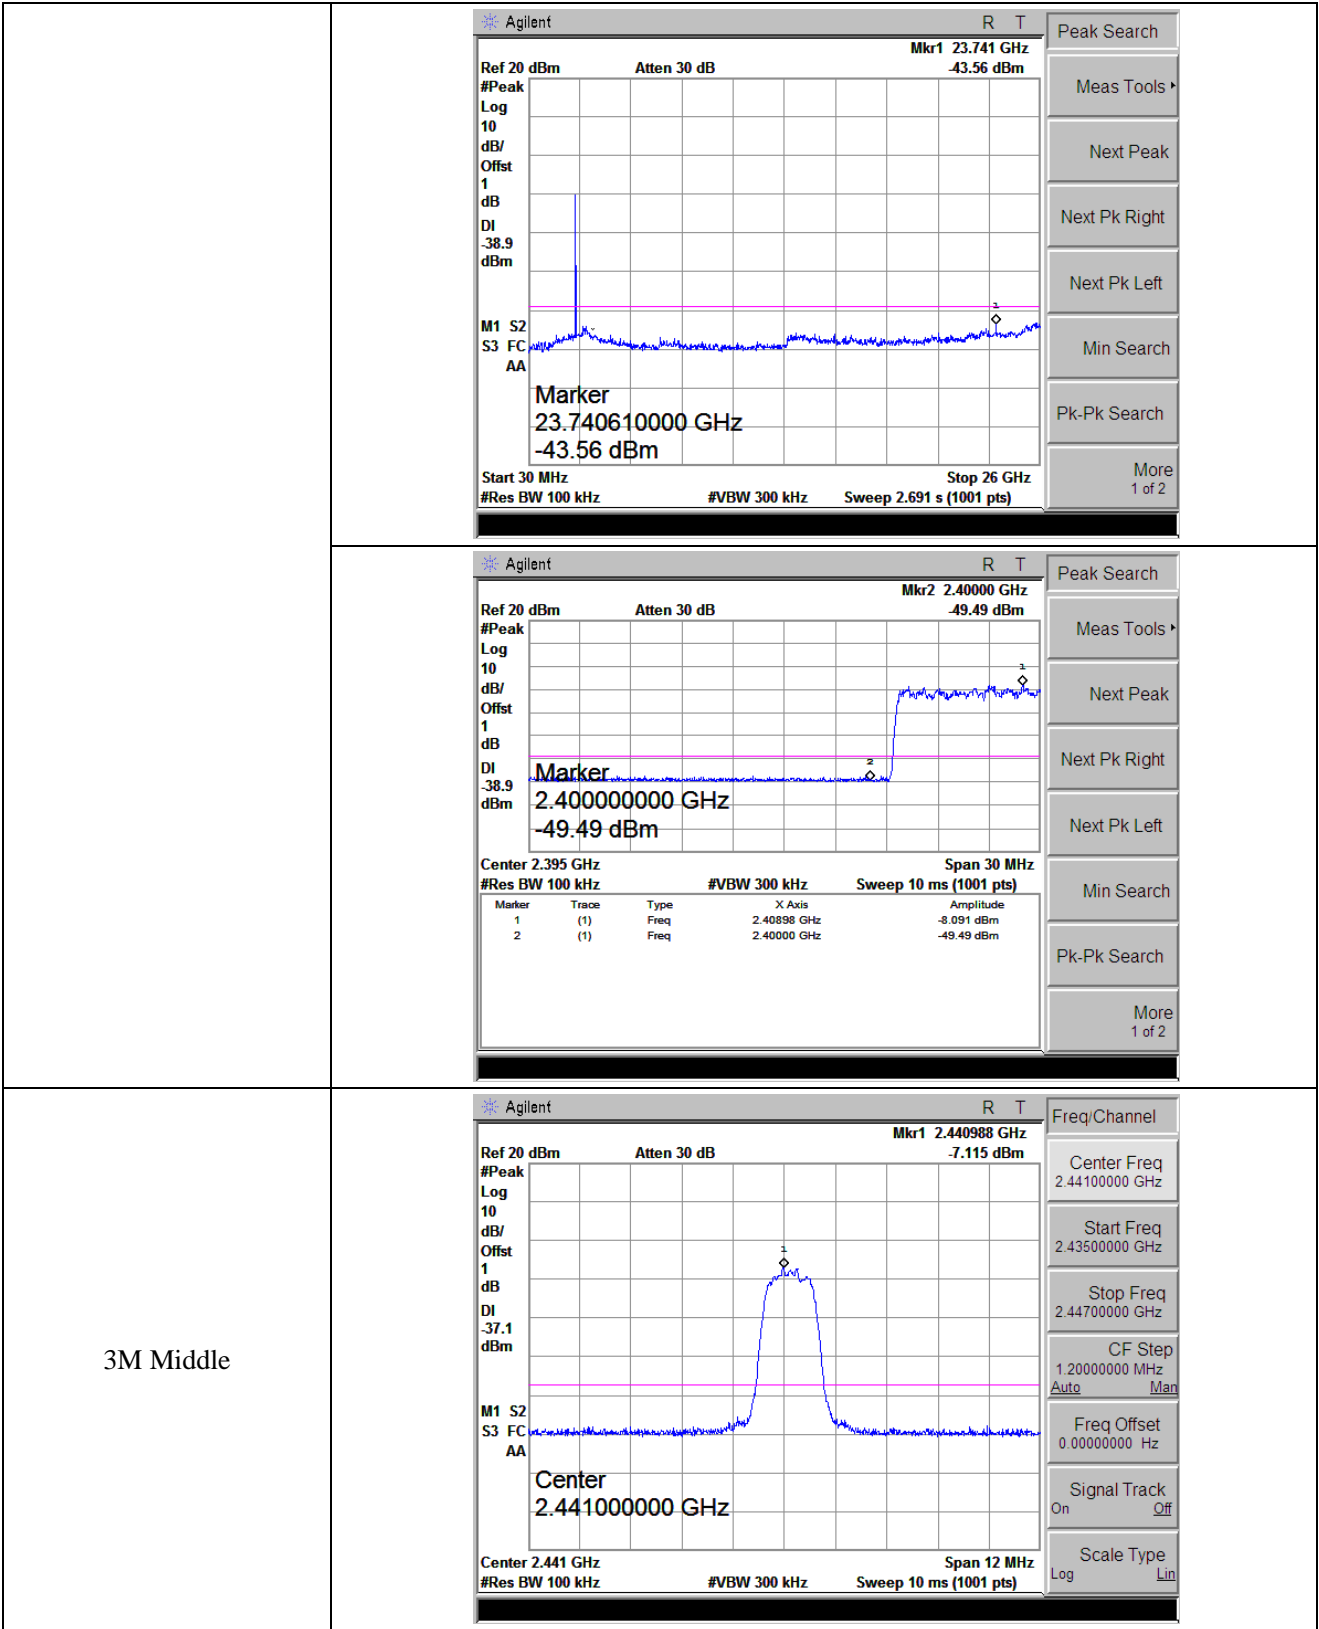 Agilent R T
Peak Search
Mkr1 23.741 GHz
Ref 20 dBm Atten 30 dB -43.56 dBm
#Peak
Log
10
dB/
Offst
1
dB
DI
-38.9
dBm
M1 S2
S3 FC
AA
1
Marker
23.740610000 GHz
-43.56 dBm
Start 30 MHz Stop 26 GHz
#Res BW 100 kHz #VBW 300 kHz Sweep 2.691 s (1001 pts)
Meas Tools
Next Peak
Next Pk Right
Next Pk Left
Min Search
Pk-Pk Search
More
1 of 2
Agilent R T
Peak Search
Mkr2 2.40000 GHz
Ref 20 dBm Atten 30 dB -49.49 dBm
#Peak
Log
10
dB/
Offst
1
dB
DI
-38.9
dBm
1
2
Marker
2.400000000 GHz
-49.49 dBm
Center 2.395 GHz Span 30 MHz
#Res BW 100 kHz #VBW 300 kHz Sweep 10 ms (1001 pts)
Marker Trace Type X Axis Amplitude
1 (1) Freq 2.40898 GHz -8.091 dBm
2 (1) Freq 2.40000 GHz -49.49 dBm
Meas Tools
Next Peak
Next Pk Right
Next Pk Left
Min Search
Pk-Pk Search
More
1 of 2
3M Middle
Agilent R T
Freq/Channel
Mkr1 2.440988 GHz
Ref 20 dBm Atten 30 dB -7.115 dBm
#Peak
Log
10
dB/
Offst
1
dB
DI
-37.1
dBm
M1 S2
S3 FC
AA
1
Center
2.441000000 GHz
Center 2.441 GHz Span 12 MHz
#Res BW 100 kHz #VBW 300 kHz Sweep 10 ms (1001 pts)
Center Freq
2.44100000 GHz
Start Freq
2.43500000 GHz
Stop Freq
2.44700000 GHz
CF Step
1.20000000 MHz
Auto Man
Freq Offset
0.00000000 Hz
Signal Track
On Off
Scale Type
Log Lin